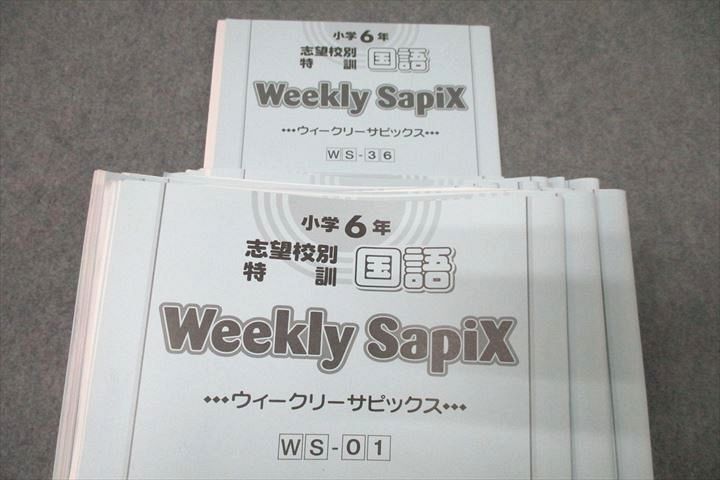 小学6年
志望校別
特訓 国語
Weekly SapiX
•••ウィークリーサピックス•••
WS-36
小学6年
志望校別
特訓 国語
Weekly SapiX
•••ウィークリーサピックス•••
WS-01